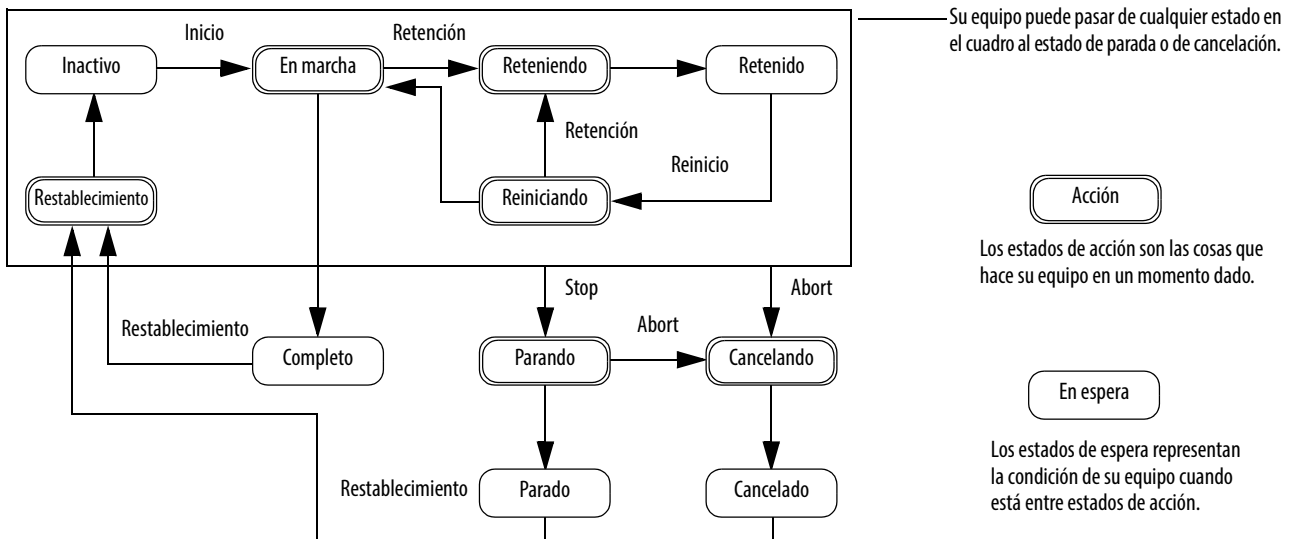 Su equipo puede pasar de cualquier estado en
el cuadro al estado de parada o de cancelación.
Inicio
Retención
Inactivo
En marcha
Reteniendo
Retenido
Retención
Reinicio
Restablecimiento
Reiniciando
Acción
Los estados de acción son las cosas que
hace su equipo en un momento dado.
Stop
Abort
Restablecimiento
Abort
Completo
Parando
Cancelando
En espera
Los estados de espera representan
la condición de su equipo cuando
está entre estados de acción.
Restablecimiento
Parado
Cancelado